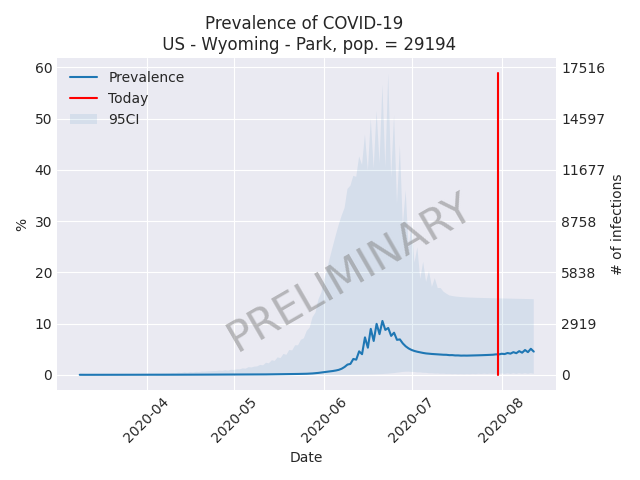 Prevalence of COVID-19
US - Wyoming - Park, pop. = 29194
Prevalence
Today
95CI
PRELIMINARY
%
60
50
40
30
20
10
0
17516
14597
11677
8758
5838
2919
0
# of infections
2020-04
2020-05
2020-06
2020-07
2020-08
Date